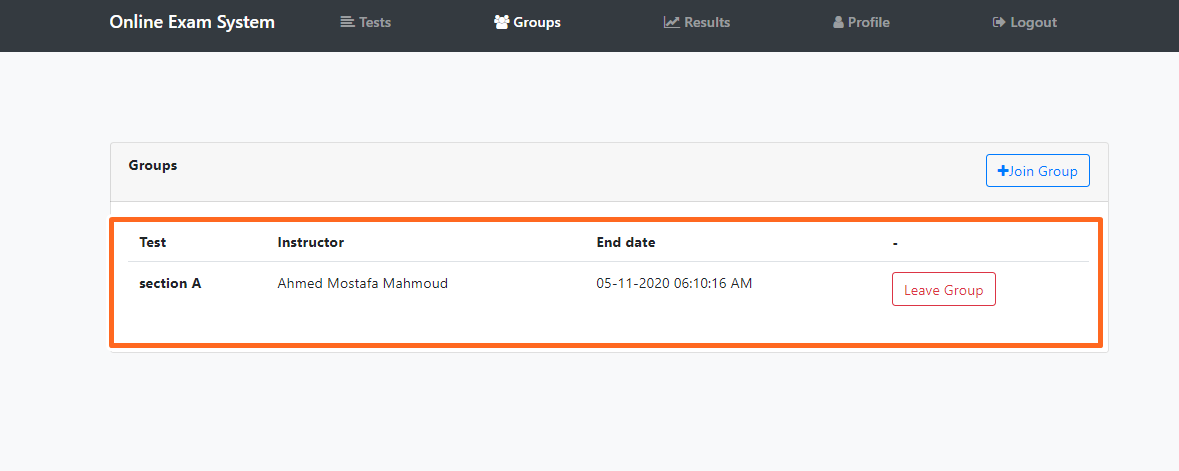 Online Exam System Tests Groups Results Profile Logout
Groups Join Group
Test Instructor End date -
section A Ahmed Mostafa Mahmoud 05-11-2020 06:10:16 AM Leave Group